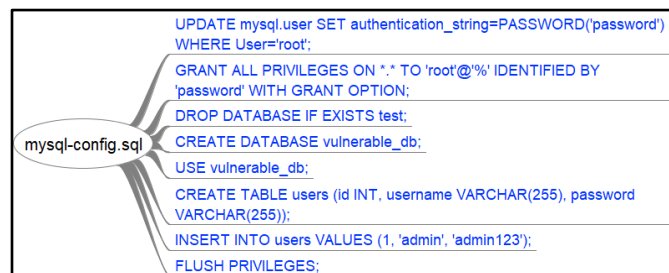 UPDATE mysql.user SET authentication_string=PASSWORD('password')
WHERE User='root';
GRANT ALL PRIVILEGES ON *.* TO 'root'@'%' IDENTIFIED BY
'password' WITH GRANT OPTION;
DROP DATABASE IF EXISTS test;
mysql-config.sql
CREATE DATABASE vulnerable_db;
USE vulnerable_db;
CREATE TABLE users (id INT, username VARCHAR(255), password
VARCHAR(255));
INSERT INTO users VALUES (1, 'admin', 'admin123');
FLUSH PRIVILEGES;